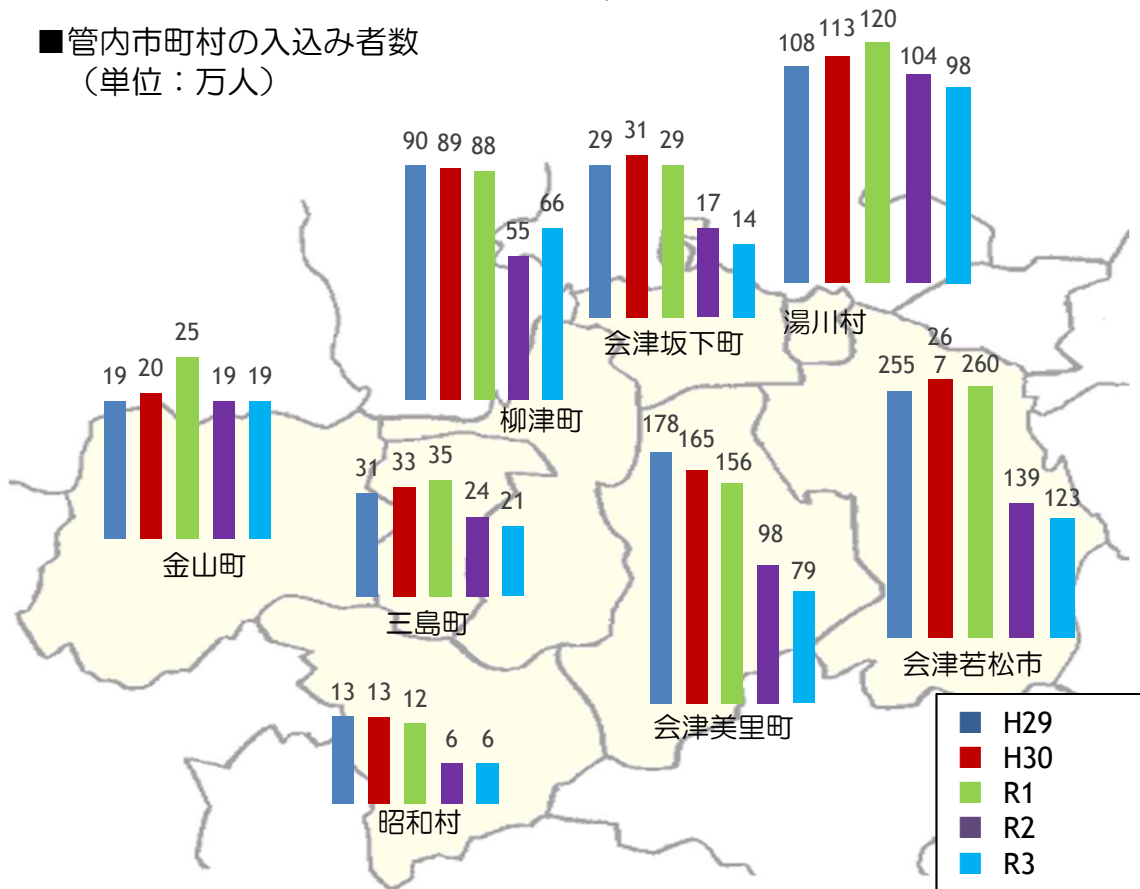 ■管内市町村の入込み者数
（単位：万人）
108 113 120 104 98
湯川村
90 89 88 55 66
柳津町
29 31 29 17 14
会津坂下町
255 26
7 260 139 123
会津若松市
19 20 25 19 19
金山町
31 33 35 24 21
三島町
178 165 156 98 79
会津美里町
13 13 12 6 6
昭和村
H29
H30
R1
R2
R3